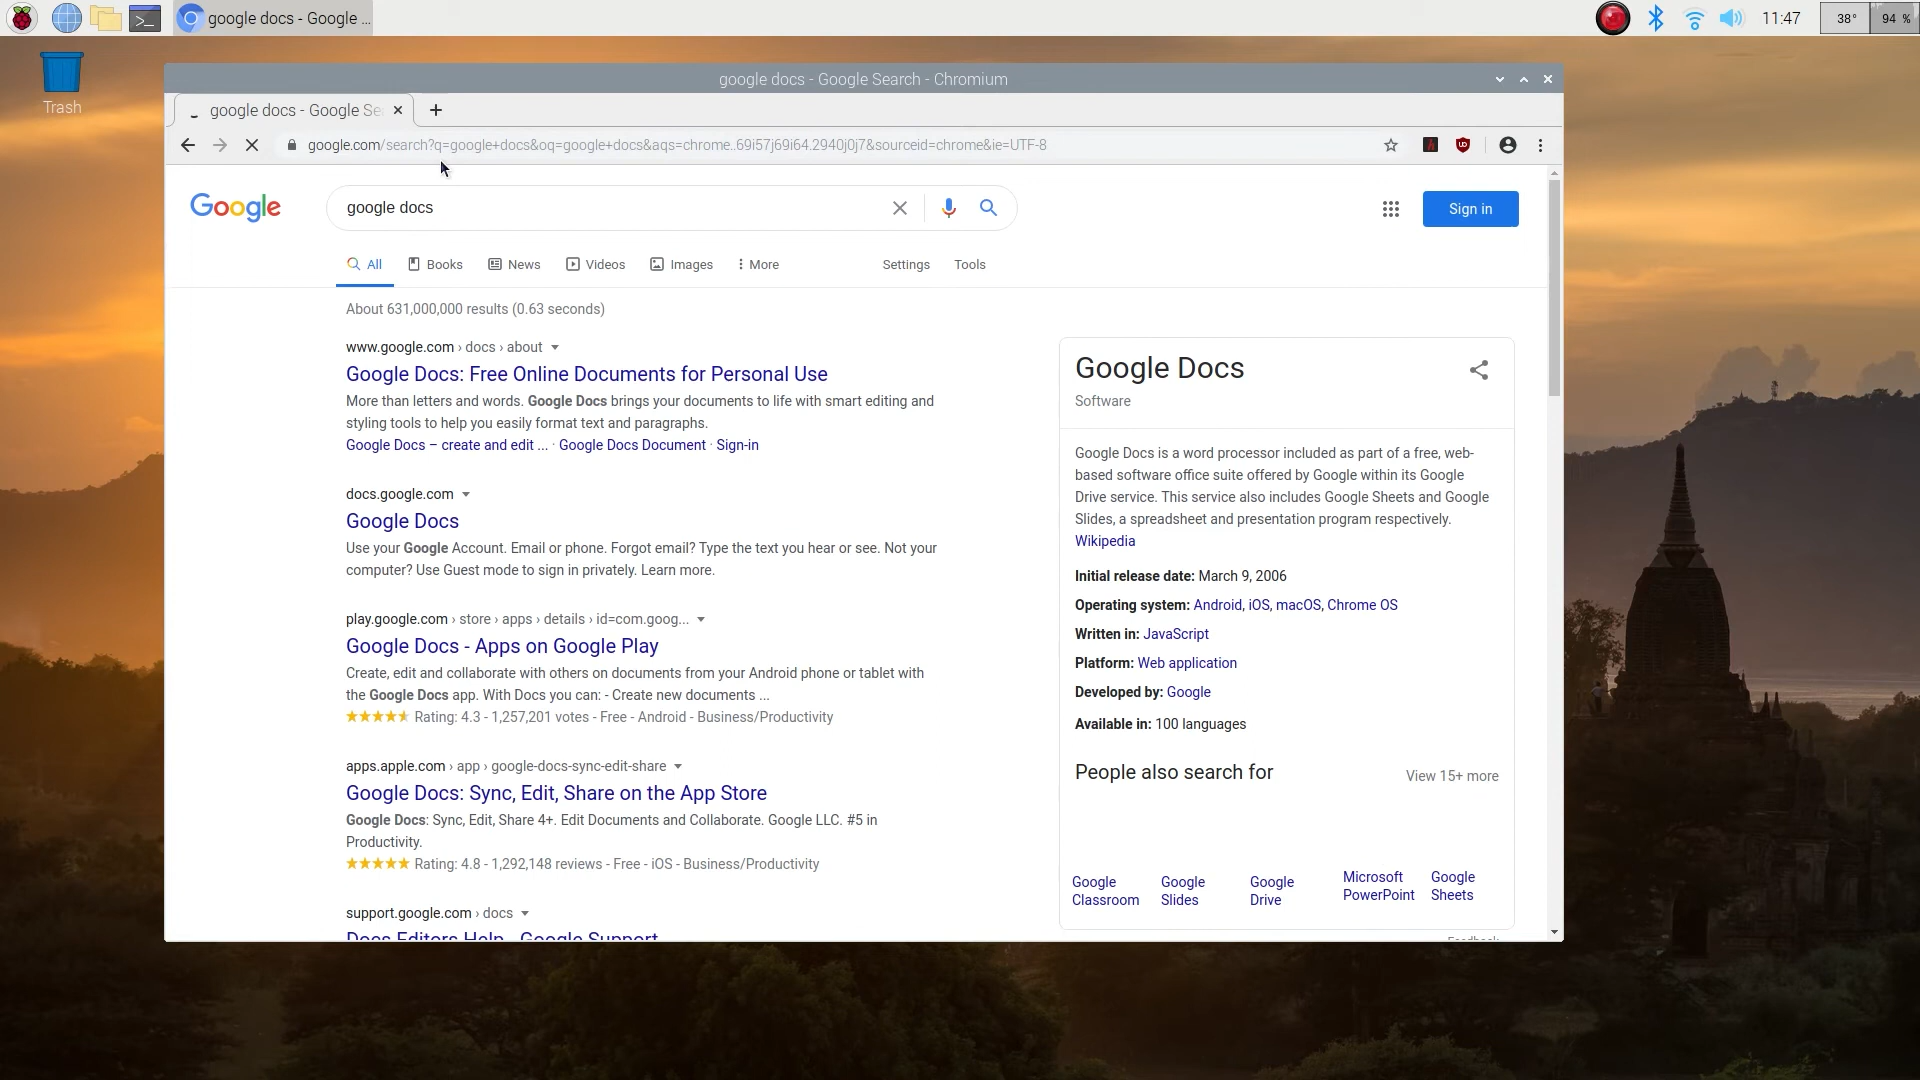 google docs - Google ...
11:47
38°
94 %
Trash
google docs - Google Search - Chromium
google docs - Google Se
google.com/search?q=google+docs&oq=google+docs&aqs=chrome..69i57j69i64.2940j0j7&sourceid=chrome&ie=UTF-8
Google
google docs
Sign in
All
Books
News
Videos
Images
More
Settings
Tools
About 631,000,000 results (0.63 seconds)
www.google.com › docs › about
Google Docs: Free Online Documents for Personal Use
More than letters and words. Google Docs brings your documents to life with smart editing and
styling tools to help you easily format text and paragraphs.
Google Docs – create and edit ... · Google Docs Document · Sign-in
docs.google.com
Google Docs
Use your Google Account. Email or phone. Forgot email? Type the text you hear or see. Not your
computer? Use Guest mode to sign in privately. Learn more.
play.google.com › store › apps › details › id=com.goog...
Google Docs - Apps on Google Play
Create, edit and collaborate with others on documents from your Android phone or tablet with
the Google Docs app. With Docs you can: - Create new documents ...
Rating: 4.3 - 1,257,201 votes - Free - Android - Business/Productivity
apps.apple.com › app › google-docs-sync-edit-share
Google Docs: Sync, Edit, Share on the App Store
Google Docs: Sync, Edit, Share 4+. Edit Documents and Collaborate. Google LLC. #5 in
Productivity.
Rating: 4.8 - 1,292,148 reviews - Free - iOS - Business/Productivity
support.google.com › docs
Docs Editors Help - Google Support
Google Docs
Software
Google Docs is a word processor included as part of a free, web-
based software office suite offered by Google within its Google
Drive service. This service also includes Google Sheets and Google
Slides, a spreadsheet and presentation program respectively.
Wikipedia
Initial release date: March 9, 2006
Operating system: Android, iOS, macOS, Chrome OS
Written in: JavaScript
Platform: Web application
Developed by: Google
Available in: 100 languages
People also search for
View 15+ more
Google
Classroom
Google
Slides
Google
Drive
Microsoft
PowerPoint
Google
Sheets
Feedback